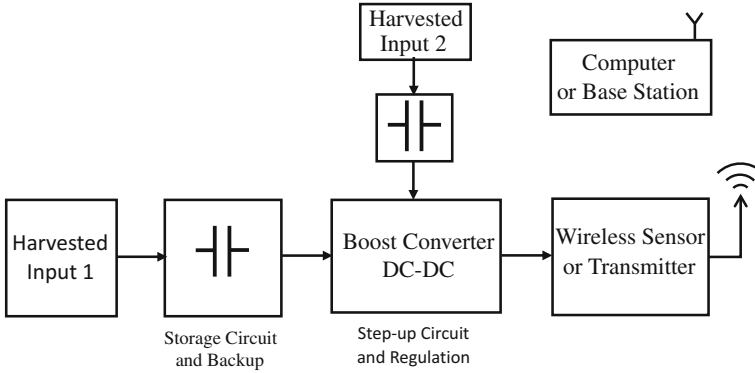 Harvested
Input 2
Computer
or Base Station
Harvested
Input 1
Boost Converter
DC-DC
Wireless Sensor
or Transmitter
Storage Circuit
and Backup
Step-up Circuit
and Regulation